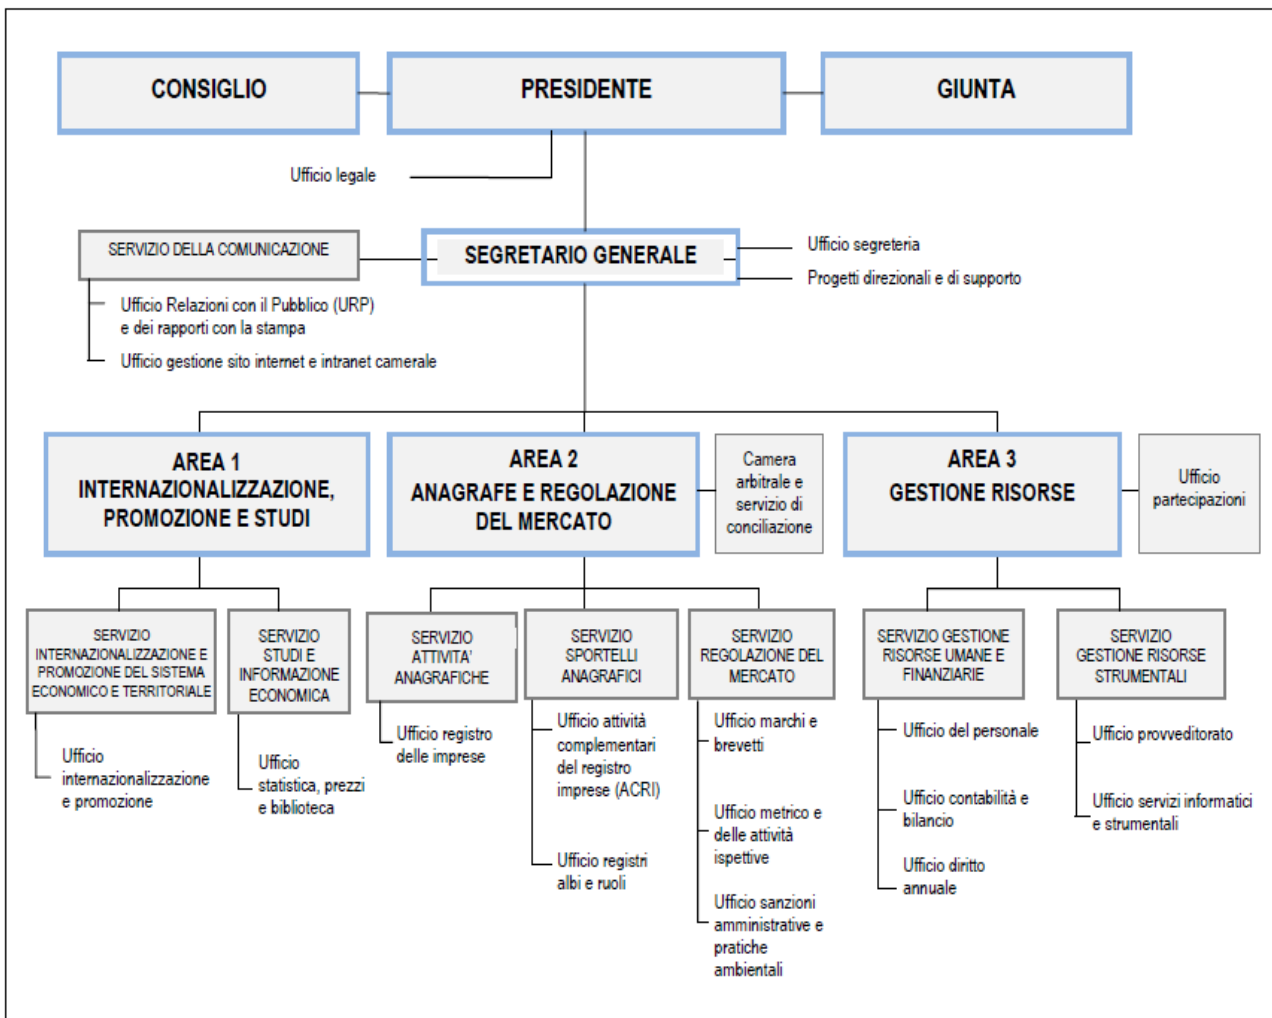 CONSIGLIO
PRESIDENTE
GIUNTA
Ufficio legale
SERVIZIO DELLA COMUNICAZIONE
SEGRETARIO GENERALE
Ufficio segreteria
Progetti direzionali e di supporto
Ufficio Relazioni con il Pubblico (URP)
e dei rapporti con la stampa
Ufficio gestione sito internet e intranet camerale
AREA 1
INTERNAZIONALIZZAZIONE,
PROMOZIONE E STUDI
AREA 2
ANAGRAFE E REGOLAZIONE
DEL MERCATO
Camera
arbitrale e
servizio di
conciliazione
AREA 3
GESTIONE RISORSE
Ufficio
partecipazioni
SERVIZIO
INTERNAZIONALIZZAZIONE E
PROMOZIONE DEL SISTEMA
ECONOMICO E TERRITORIALE
Ufficio
internazionalizzazione
e promozione
SERVIZIO
STUDI E
INFORMAZIONE
ECONOMICA
Ufficio
statistica, prezzi
e biblioteca
SERVIZIO
ATTIVITA'
ANAGRAFICHE
Ufficio registro
delle imprese
SERVIZIO
SPORTELLI
ANAGRAFICI
Ufficio attività
complementari
del registro
imprese (ACRI)
Ufficio registri
albi e ruoli
SERVIZIO
REGOLAZIONE DEL
MERCATO
Ufficio marchi e
brevetti
Ufficio metrico e
delle attività
ispettive
Ufficio sanzioni
amministrative e
pratiche
ambientali
SERVIZIO GESTIONE
RISORSE UMANE E
FINANZIARIE
Ufficio del personale
Ufficio contabilità e
bilancio
Ufficio diritto
annuale
SERVIZIO
GESTIONE RISORSE
STRUMENTALI
Ufficio provveditorato
Ufficio servizi informatici
e strumentali